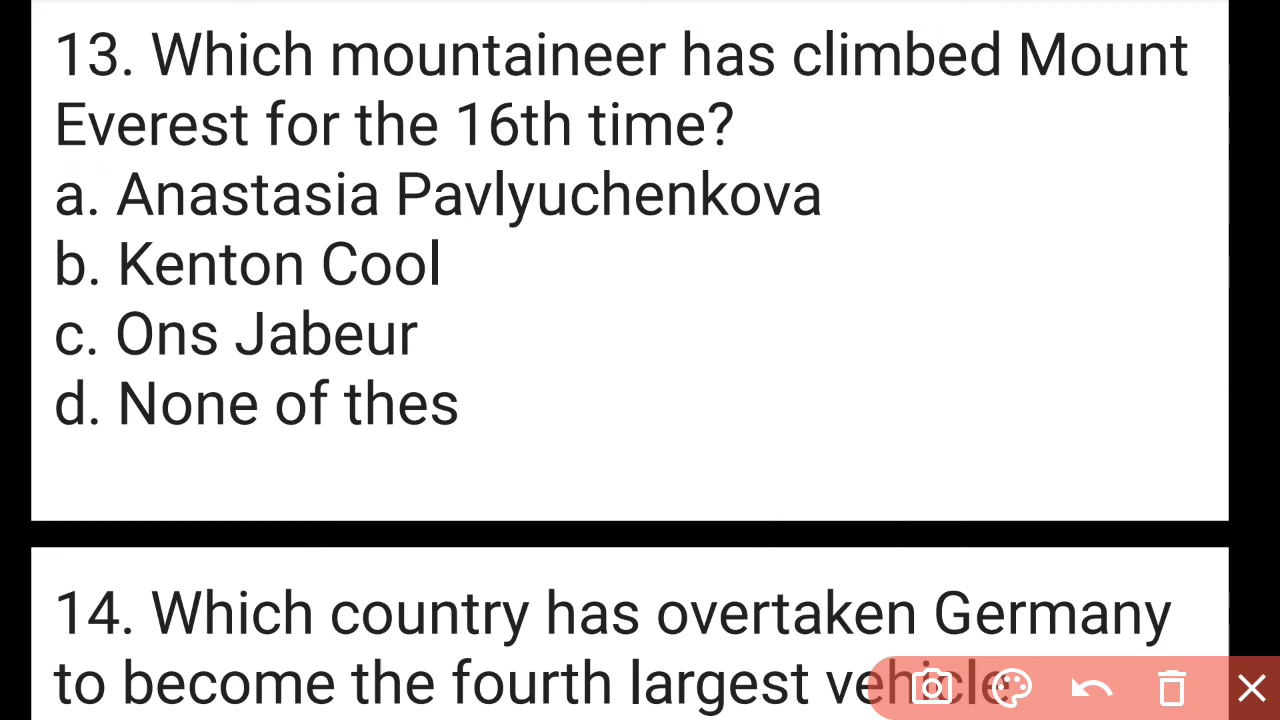 13. Which mountaineer has climbed Mount
Everest for the 16th time?
a. Anastasia Pavlyuchenkova
b. Kenton Cool
c. Ons Jabeur
d. None of thes
14. Which country has overtaken Germany
to become the fourth largest vehicle